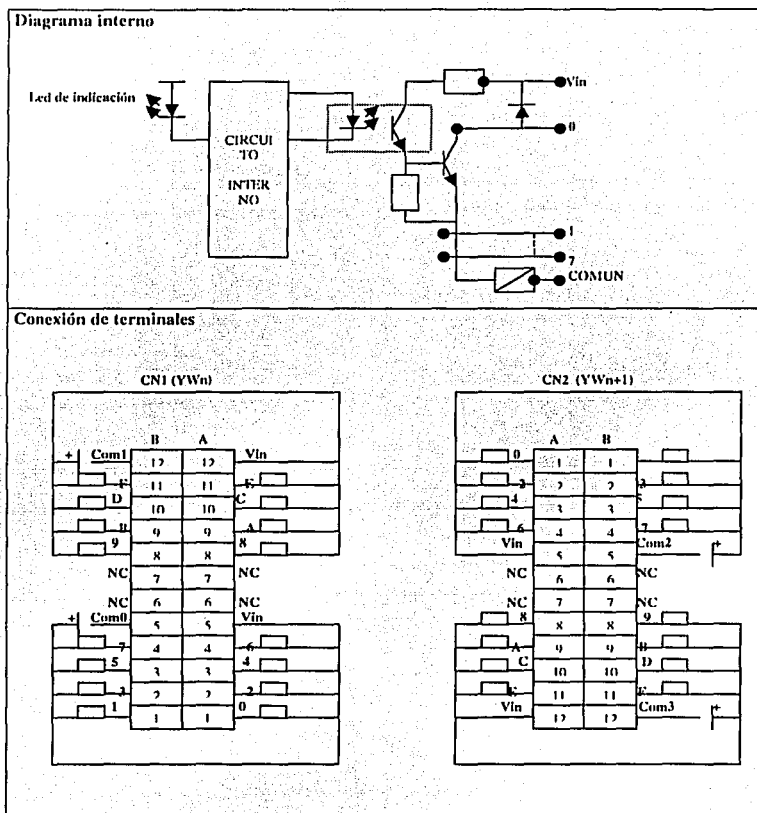 Diagrama interno
Led de indicación
CIRCUI
TO
INTER
NO
Vin
0
1
7
COMUN
Conexión de terminales
CN1 (YWn)
B A
Com1 12 12 Vin
11 11
D 10 10 C
9 9 A
9 8 8 8
NC 7 7 NC
NC 6 6 NC
Com0 5 5 Vin
7 4 4 6
5 3 3 4
2 2 2
1 1 1 0
CN2 (YWn+1)
A B
0 1 1
2 2 2
4 3 3
6 4 4 7
Vin 5 5 Com2
NC 6 6 NC
NC 7 7 NC
8 8 8 9
A 9 9 B
C 10 10 D
E 11 11
Vin 12 12 Com3